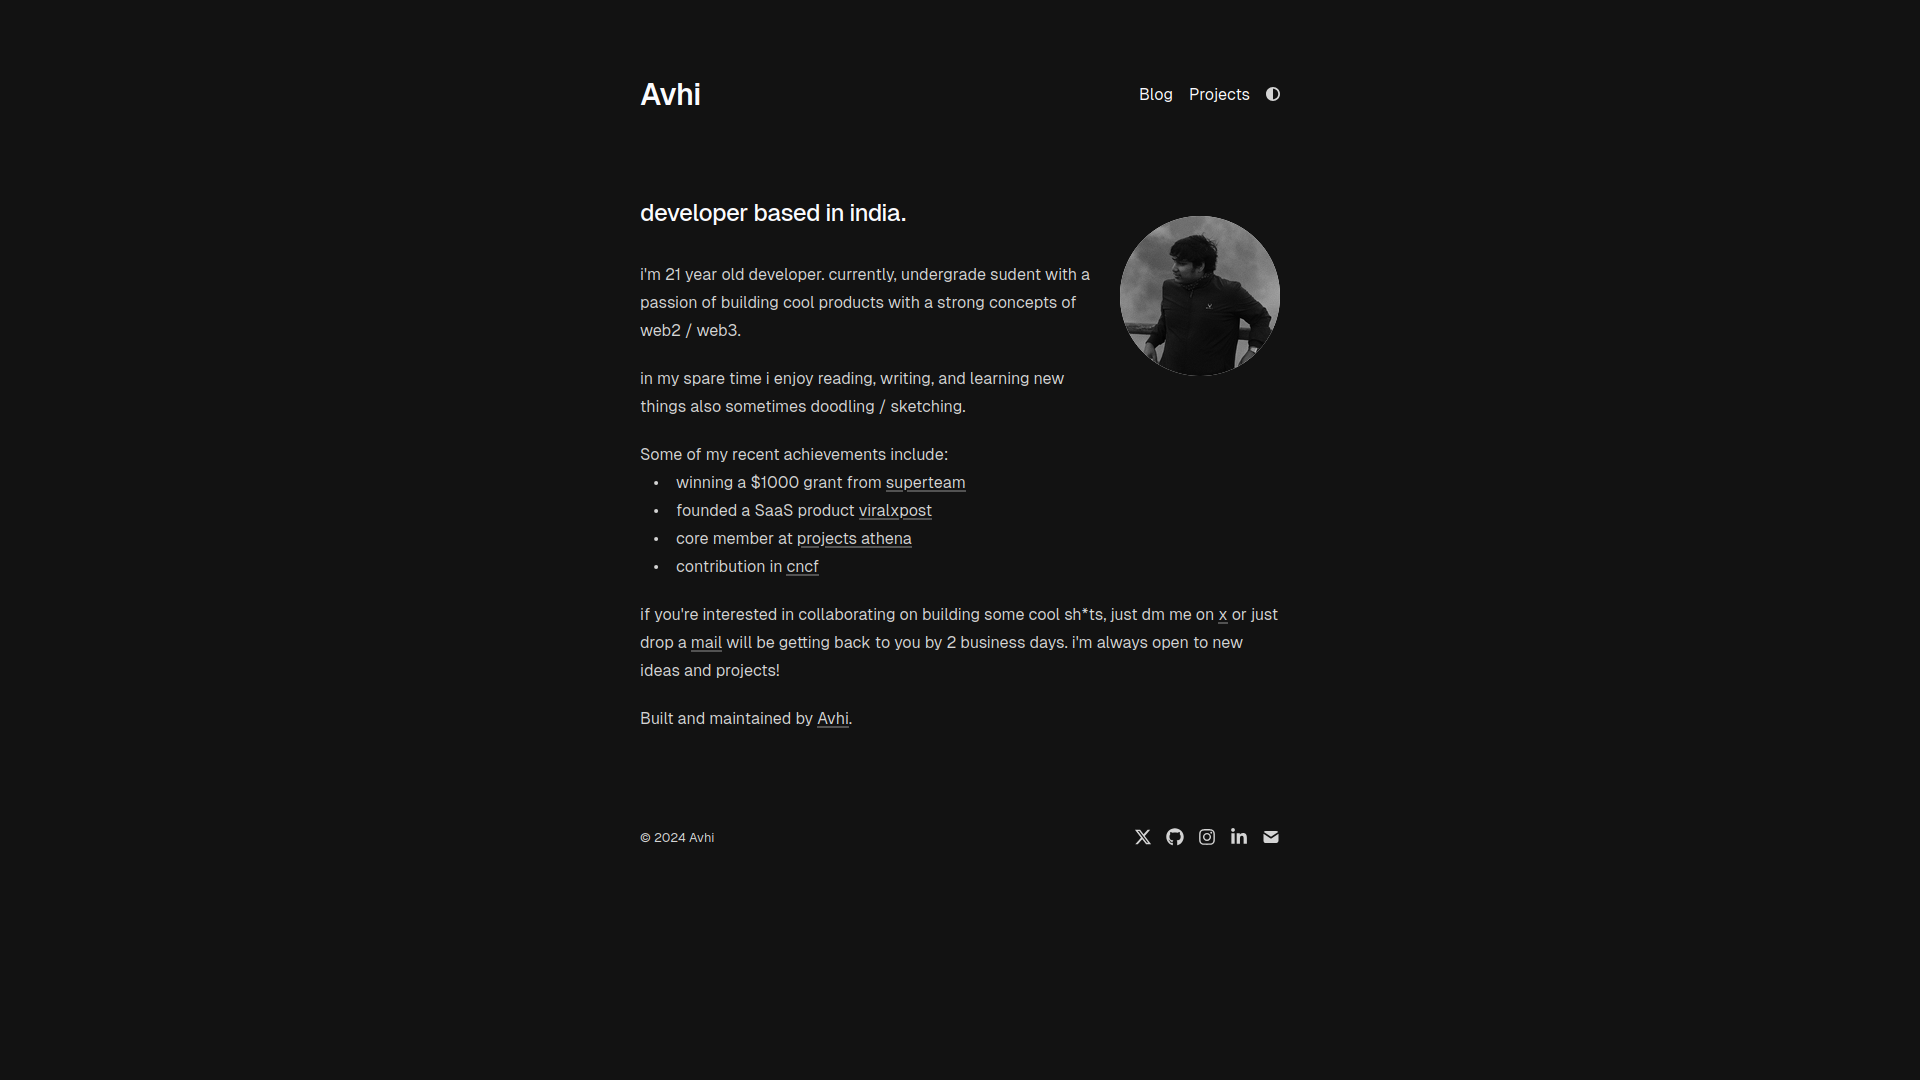 Avhi
Blog Projects
developer based in india.
i'm 21 year old developer. currently, undergrade sudent with a
passion of building cool products with a strong concepts of
web2 / web3.
in my spare time i enjoy reading, writing, and learning new
things also sometimes doodling / sketching.
Some of my recent achievements include:
• winning a $1000 grant from superteam
• founded a SaaS product viralxpost
• core member at projects athena
• contribution in cncf
if you're interested in collaborating on building some cool sh*ts, just dm me on x or just
drop a mail will be getting back to you by 2 business days. i'm always open to new
ideas and projects!
Built and maintained by Avhi.
© 2024 Avhi